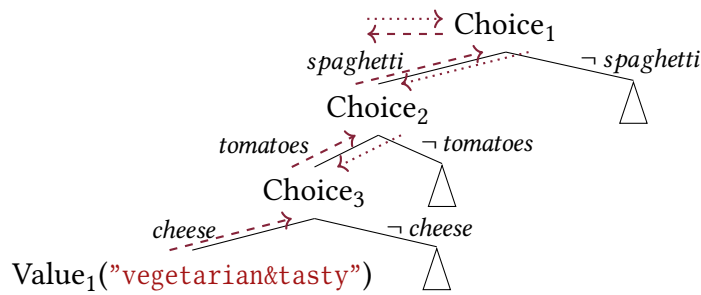 Choice₁
spaghetti ¬ spaghetti
Choice₂
tomatoes ¬ tomatoes
Choice₃
cheese ¬ cheese
Value₁("vegetarian&tasty")